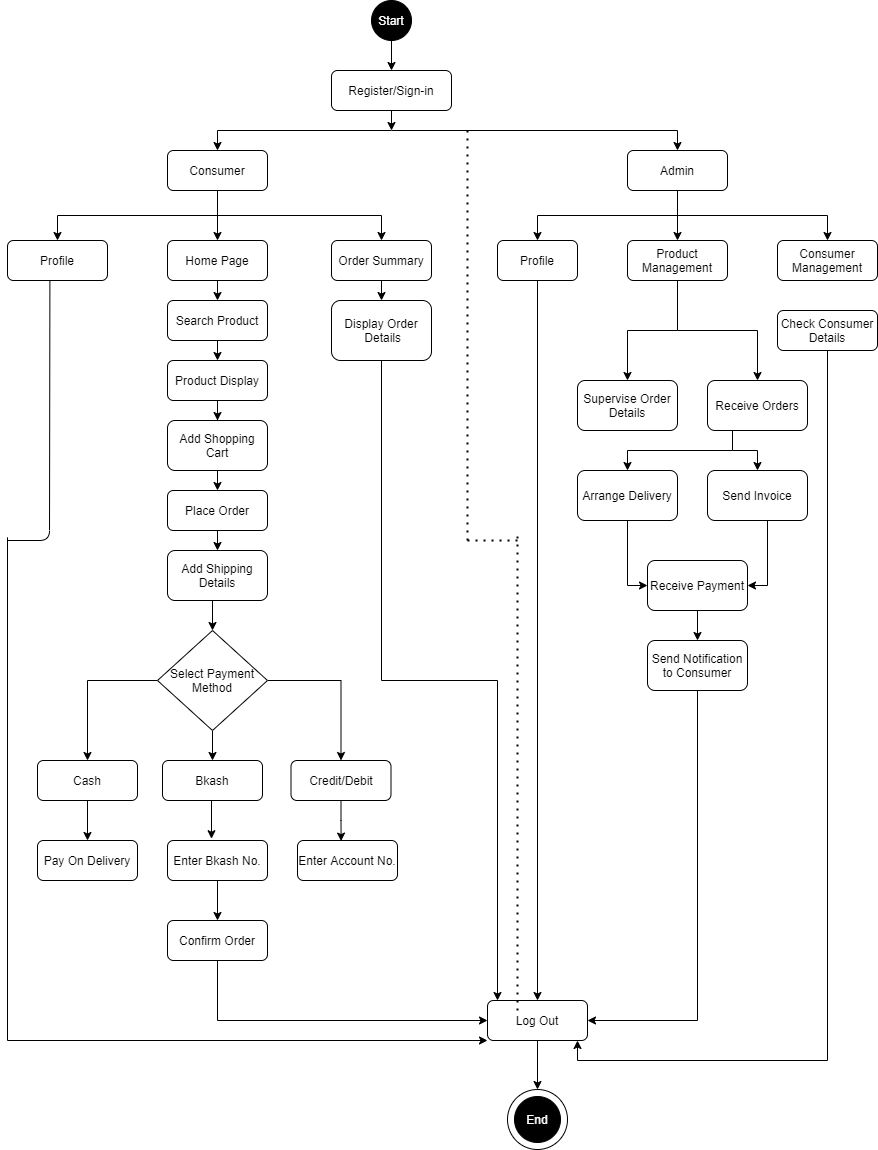 Start
Register/Sign-in
Consumer
Admin
Profile
Home Page
Order Summary
Profile
Product
Management
Consumer
Management
Search Product
Display Order
Details
Check Consumer
Details
Product Display
Supervise Order
Details
Receive Orders
Add Shopping
Cart
Place Order
Arrange Delivery
Send Invoice
Add Shipping
Details
Receive Payment
Select Payment
Method
Send Notification
to Consumer
Cash
Bkash
Credit/Debit
Pay On Delivery
Enter Bkash No.
Enter Account No.
Confirm Order
Log Out
End